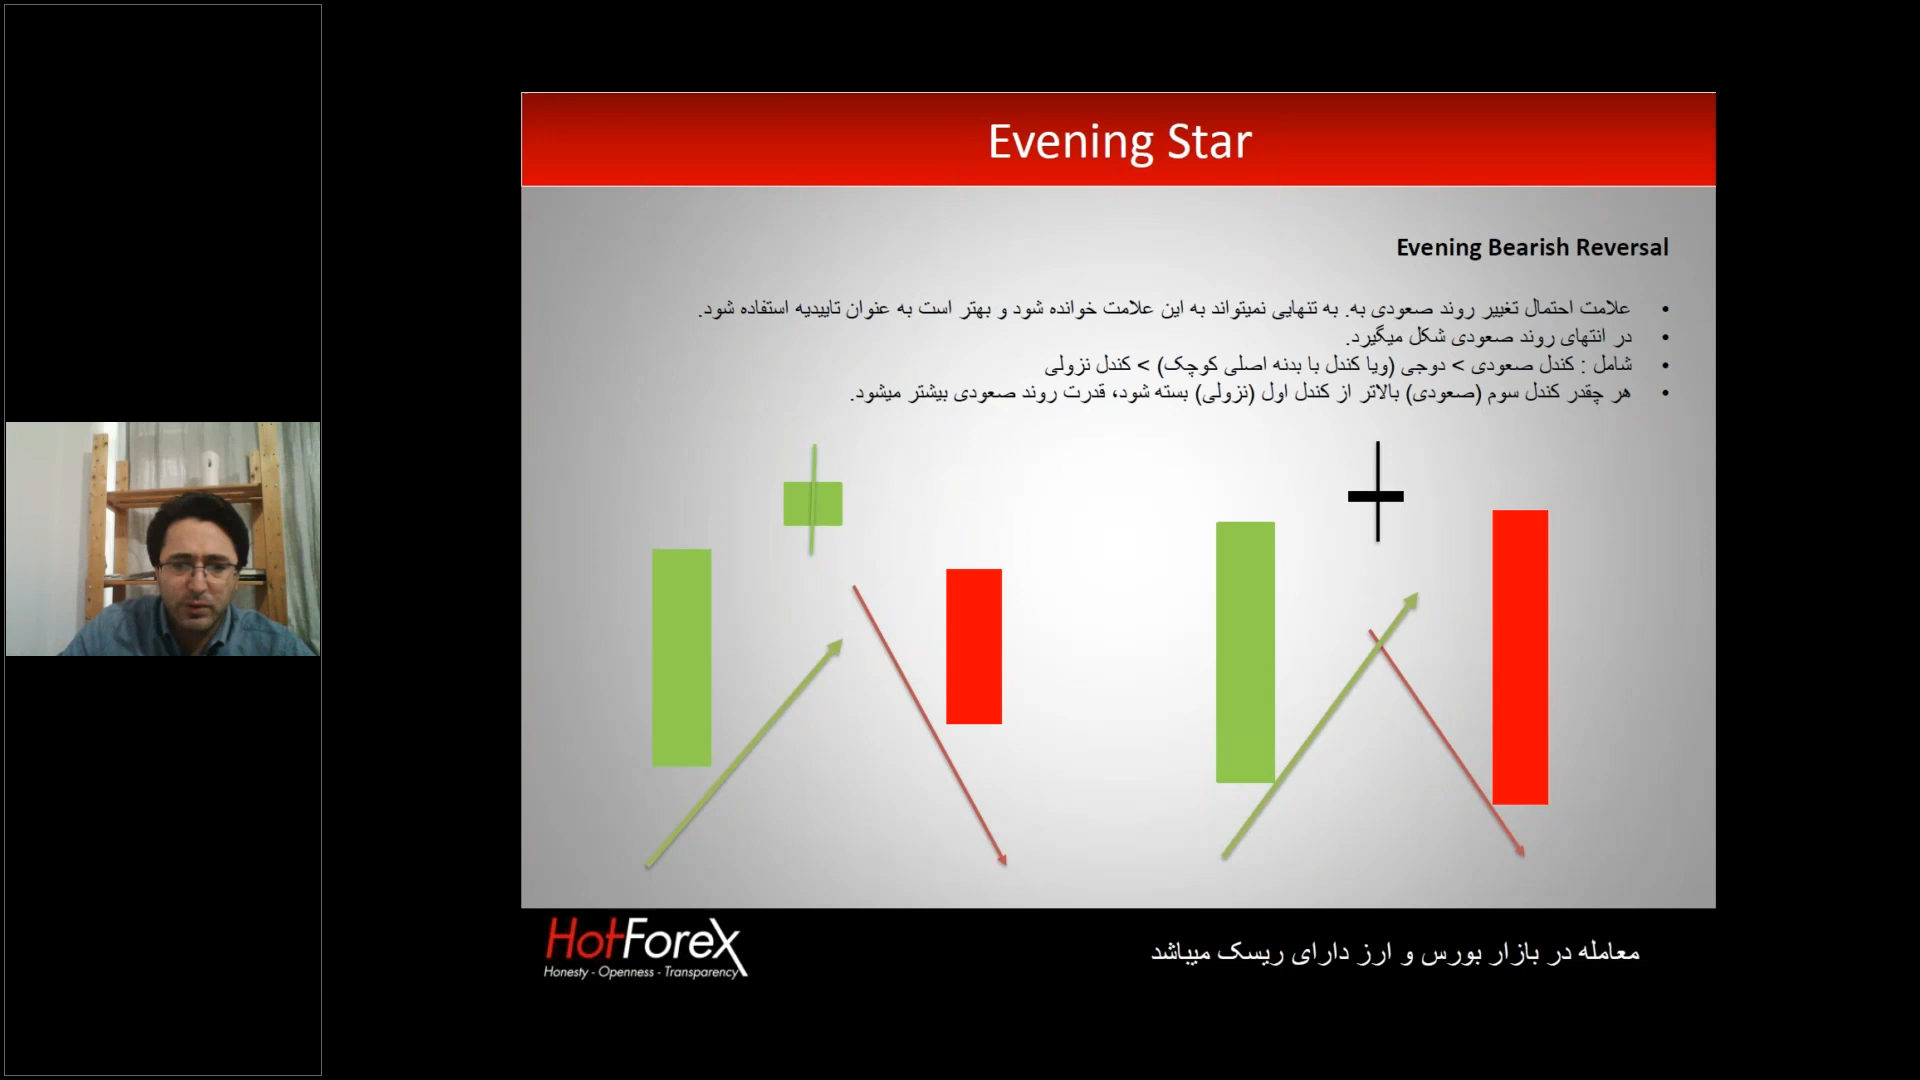 Evening Star
Evening Bearish Reversal
• علامت احتمال تغییر روند صعودی به. به تنهایی نمیتواند به این علامت خوانده شود و بهتر است به عنوان تاییدیه استفاده شود.
• در انتهای روند صعودی شکل میگیرد.
• شامل : کندل صعودی > دوجی (ویا کندل با بدنه اصلی کوچک) > کندل نزولی
• هر چقدر کندل سوم (صعودی) بالاتر از کندل اول (نزولی) بسته شود، قدرت روند صعودی بیشتر میشود.
HotForex
Honesty - Openness - Transparency
معامله در بازار بورس و ارز دارای ریسک میباشد